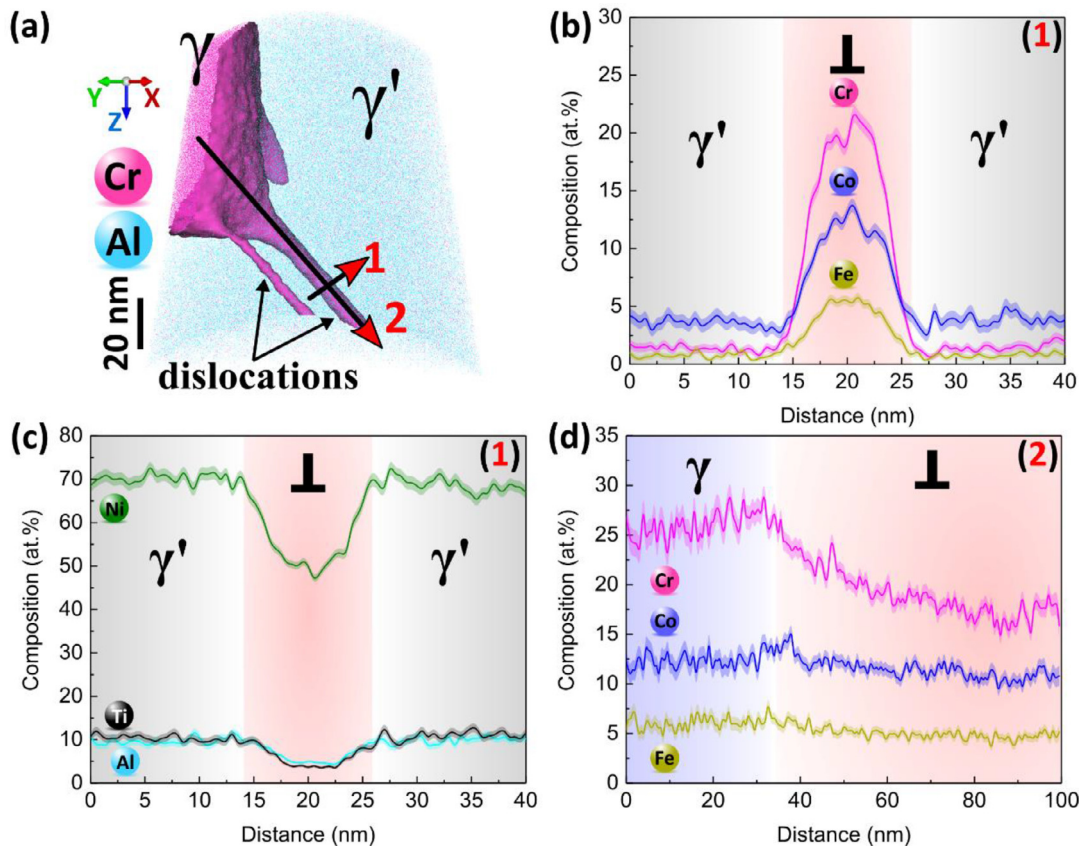 (a)
γ
γ'
Y X
Z
Cr
Al
20 nm
1
2
dislocations
(b)
(1)
Composition (at.%)
30
25
20
15
10
5
0
⊥
Cr
Co
Fe
γ'
γ'
0 5 10 15 20 25 30 35 40
Distance (nm)
(c)
(1)
Composition (at.%)
80
70
60
50
40
30
20
10
0
⊥
Ni
γ'
γ'
Ti
Al
0 5 10 15 20 25 30 35 40
Distance (nm)
(d)
(2)
Composition (at.%)
35
30
25
20
15
10
5
0
γ
⊥
Cr
Co
Fe
0 20 40 60 80 100
Distance (nm)